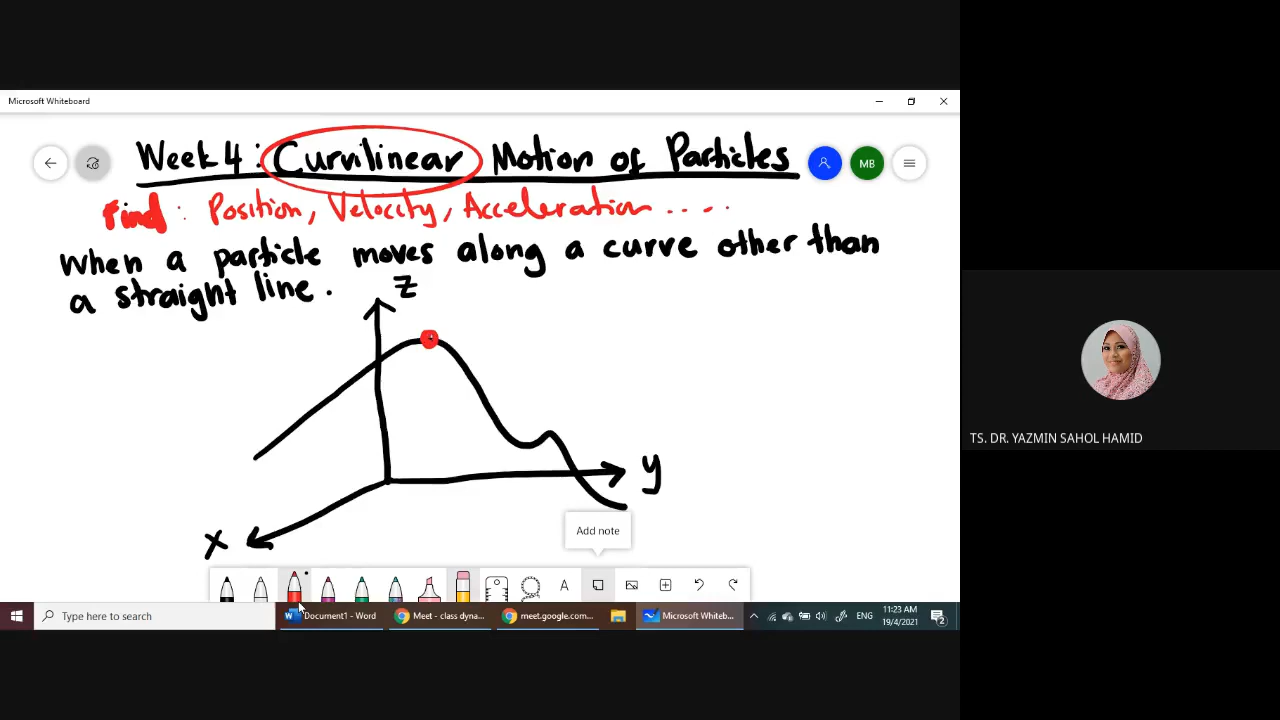 Microsoft Whiteboard
Week 4: Curvilinear Motion of Particles
MB
Find: Position, Velocity, Acceleration ....
When a particle moves along a curve other than
a straight line.
z
y
x
TS. DR. YAZMIN SAHOL HAMID
Add note
A
Type here to search
Document1 - Word
Meet - class dyna...
meet.google.com...
Microsoft Whiteb...
ENG
11:23 AM
19/4/2021
2